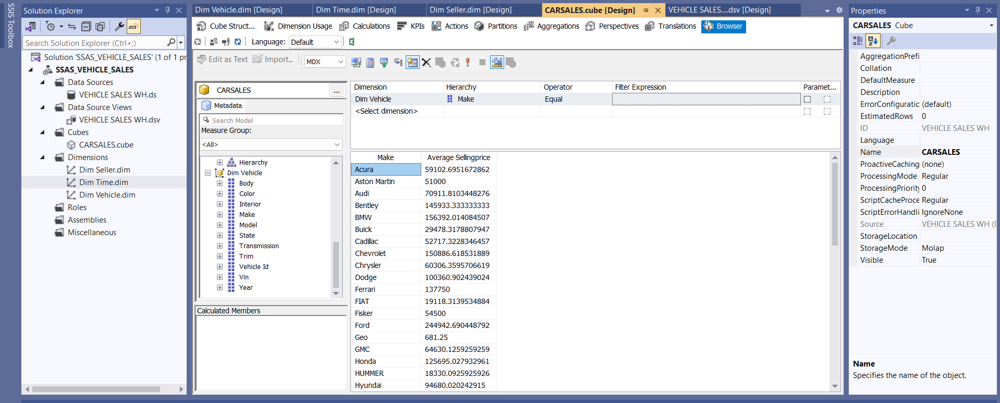 SSIS Toolbox
Solution Explorer
Search Solution Explorer (Ctrl+;)
Solution 'SSAS_VEHICLE_SALES' (1 of 1 pr
SSAS_VEHICLE_SALES
Data Sources
VEHICLE SALES WH.ds
Data Source Views
VEHICLE SALES WH.dsv
Cubes
CARSALES.cube
Dimensions
Dim Seller.dim
Dim Time.dim
Dim Vehicle.dim
Roles
Assemblies
Miscellaneous
Dim Vehicle.dim [Design]
Dim Time.dim [Design]
Dim Seller.dim [Design]
CARSALES.cube [Design]
VEHICLE SALES....dsv [Design]
Cube Struct...
Dimension Usage
Calculations
KPIs
Actions
Partitions
Aggregations
Perspectives
Translations
Browser
Language: Default
Edit as Text
Import...
MDX
CARSALES
...
Metadata
Search Model
Measure Group:
<All>
Hierarchy
Dim Vehicle
Body
Color
Interior
Make
Model
State
Transmission
Trim
Vehicle Id
Vin
Year
Calculated Members
Dimension Hierarchy Operator Filter Expression Paramet...
Dim Vehicle Make Equal
<Select dimension>
Make Average Sellingprice
Acura 59102.6951672862
Aston Martin 51000
Audi 70911.8103448276
Bentley 145933.333333333
BMW 156392.014084507
Buick 29478.3178807947
Cadillac 52717.3228346457
Chevrolet 150886.618531889
Chrysler 60306.3595706619
Dodge 100360.902439024
Ferrari 137750
FIAT 19118.3139534884
Fisker 54500
Ford 244942.690448792
Geo 681.25
GMC 64630.1259259259
Honda 125695.027932961
HUMMER 18330.0925925926
Hyundai 94680.020242915
Properties
CARSALES Cube
AggregationPrefi
Collation
DefaultMeasure
Description
ErrorConfiguratio (default)
EstimatedRows 0
ID VEHICLE SALES WH
Language
Name CARSALES
ProactiveCaching (none)
ProcessingMode Regular
ProcessingPriority 0
ScriptCacheProce Regular
ScriptErrorHandli IgnoreNone
Source VEHICLE SALES WH (D
StorageLocation
StorageMode Molap
Visible True
Name
Specifies the name of the object.